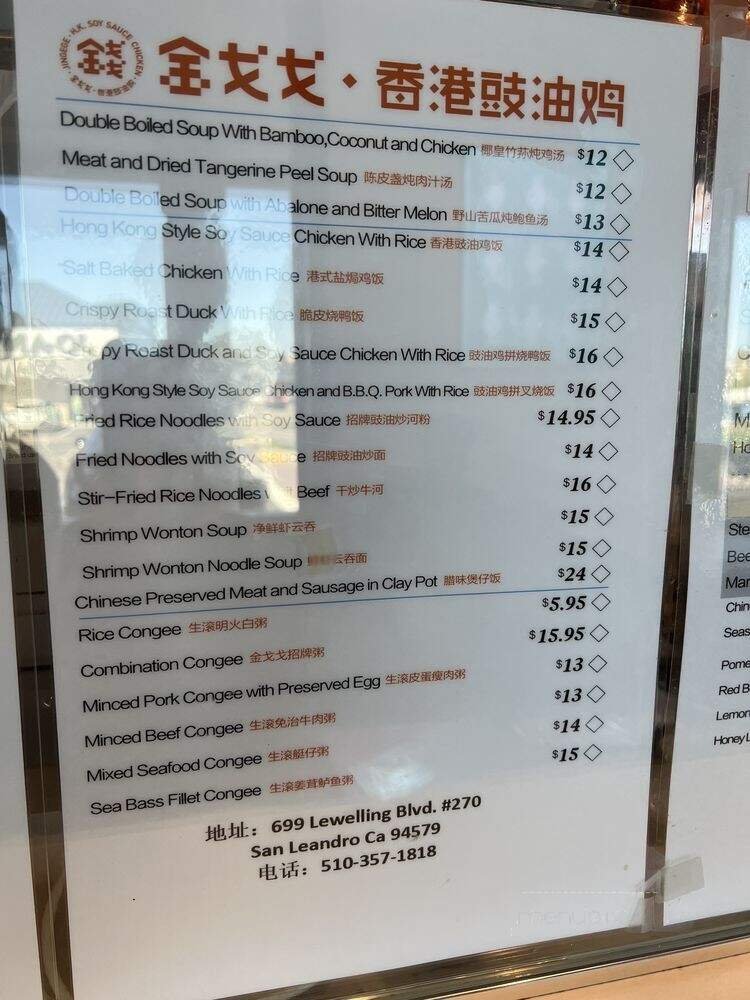 JINGEGE · H.K. SOY SAUCE CHICKEN
金戈戈·香港豉油鸡
Double Boiled Soup With Bamboo,Coconut and Chicken 椰皇竹荪炖鸡汤 $12
Meat and Dried Tangerine Peel Soup 陈皮盏炖肉汁汤 $12
Double Boiled Soup with Abalone and Bitter Melon 野山苦瓜炖鲍鱼汤 $13
Hong Kong Style Soy Sauce Chicken With Rice 香港豉油鸡饭 $14
Salt Baked Chicken With Rice 港式盐焗鸡饭 $14
Crispy Roast Duck With Rice 脆皮烧鸭饭 $15
Crispy Roast Duck and Soy Sauce Chicken With Rice 豉油鸡拼烧鸭饭 $16
Hong Kong Style Soy Sauce Chicken and B.B.Q. Pork With Rice 豉油鸡拼叉烧饭 $16
Fried Rice Noodles with Soy Sauce 招牌豉油炒河粉 $14.95
Fried Noodles with Soy Sauce 招牌豉油炒面 $14
Stir-Fried Rice Noodles with Beef 干炒牛河 $16
Shrimp Wonton Soup 净鲜虾云吞 $15
Shrimp Wonton Noodle Soup 云吞面 $15
Chinese Preserved Meat and Sausage in Clay Pot 腊味煲仔饭 $24
Rice Congee 生滚明火白粥 $5.95
Combination Congee 金戈戈招牌粥 $15.95
Minced Pork Congee with Preserved Egg 生滚皮蛋瘦肉粥 $13
Minced Beef Congee 生滚免治牛肉粥 $13
Mixed Seafood Congee 生滚艇仔粥 $14
Sea Bass Fillet Congee 生滚姜茸鲈鱼粥 $15
地址：699 Lewelling Blvd. #270
San Leandro Ca 94579
电话：510-357-1818